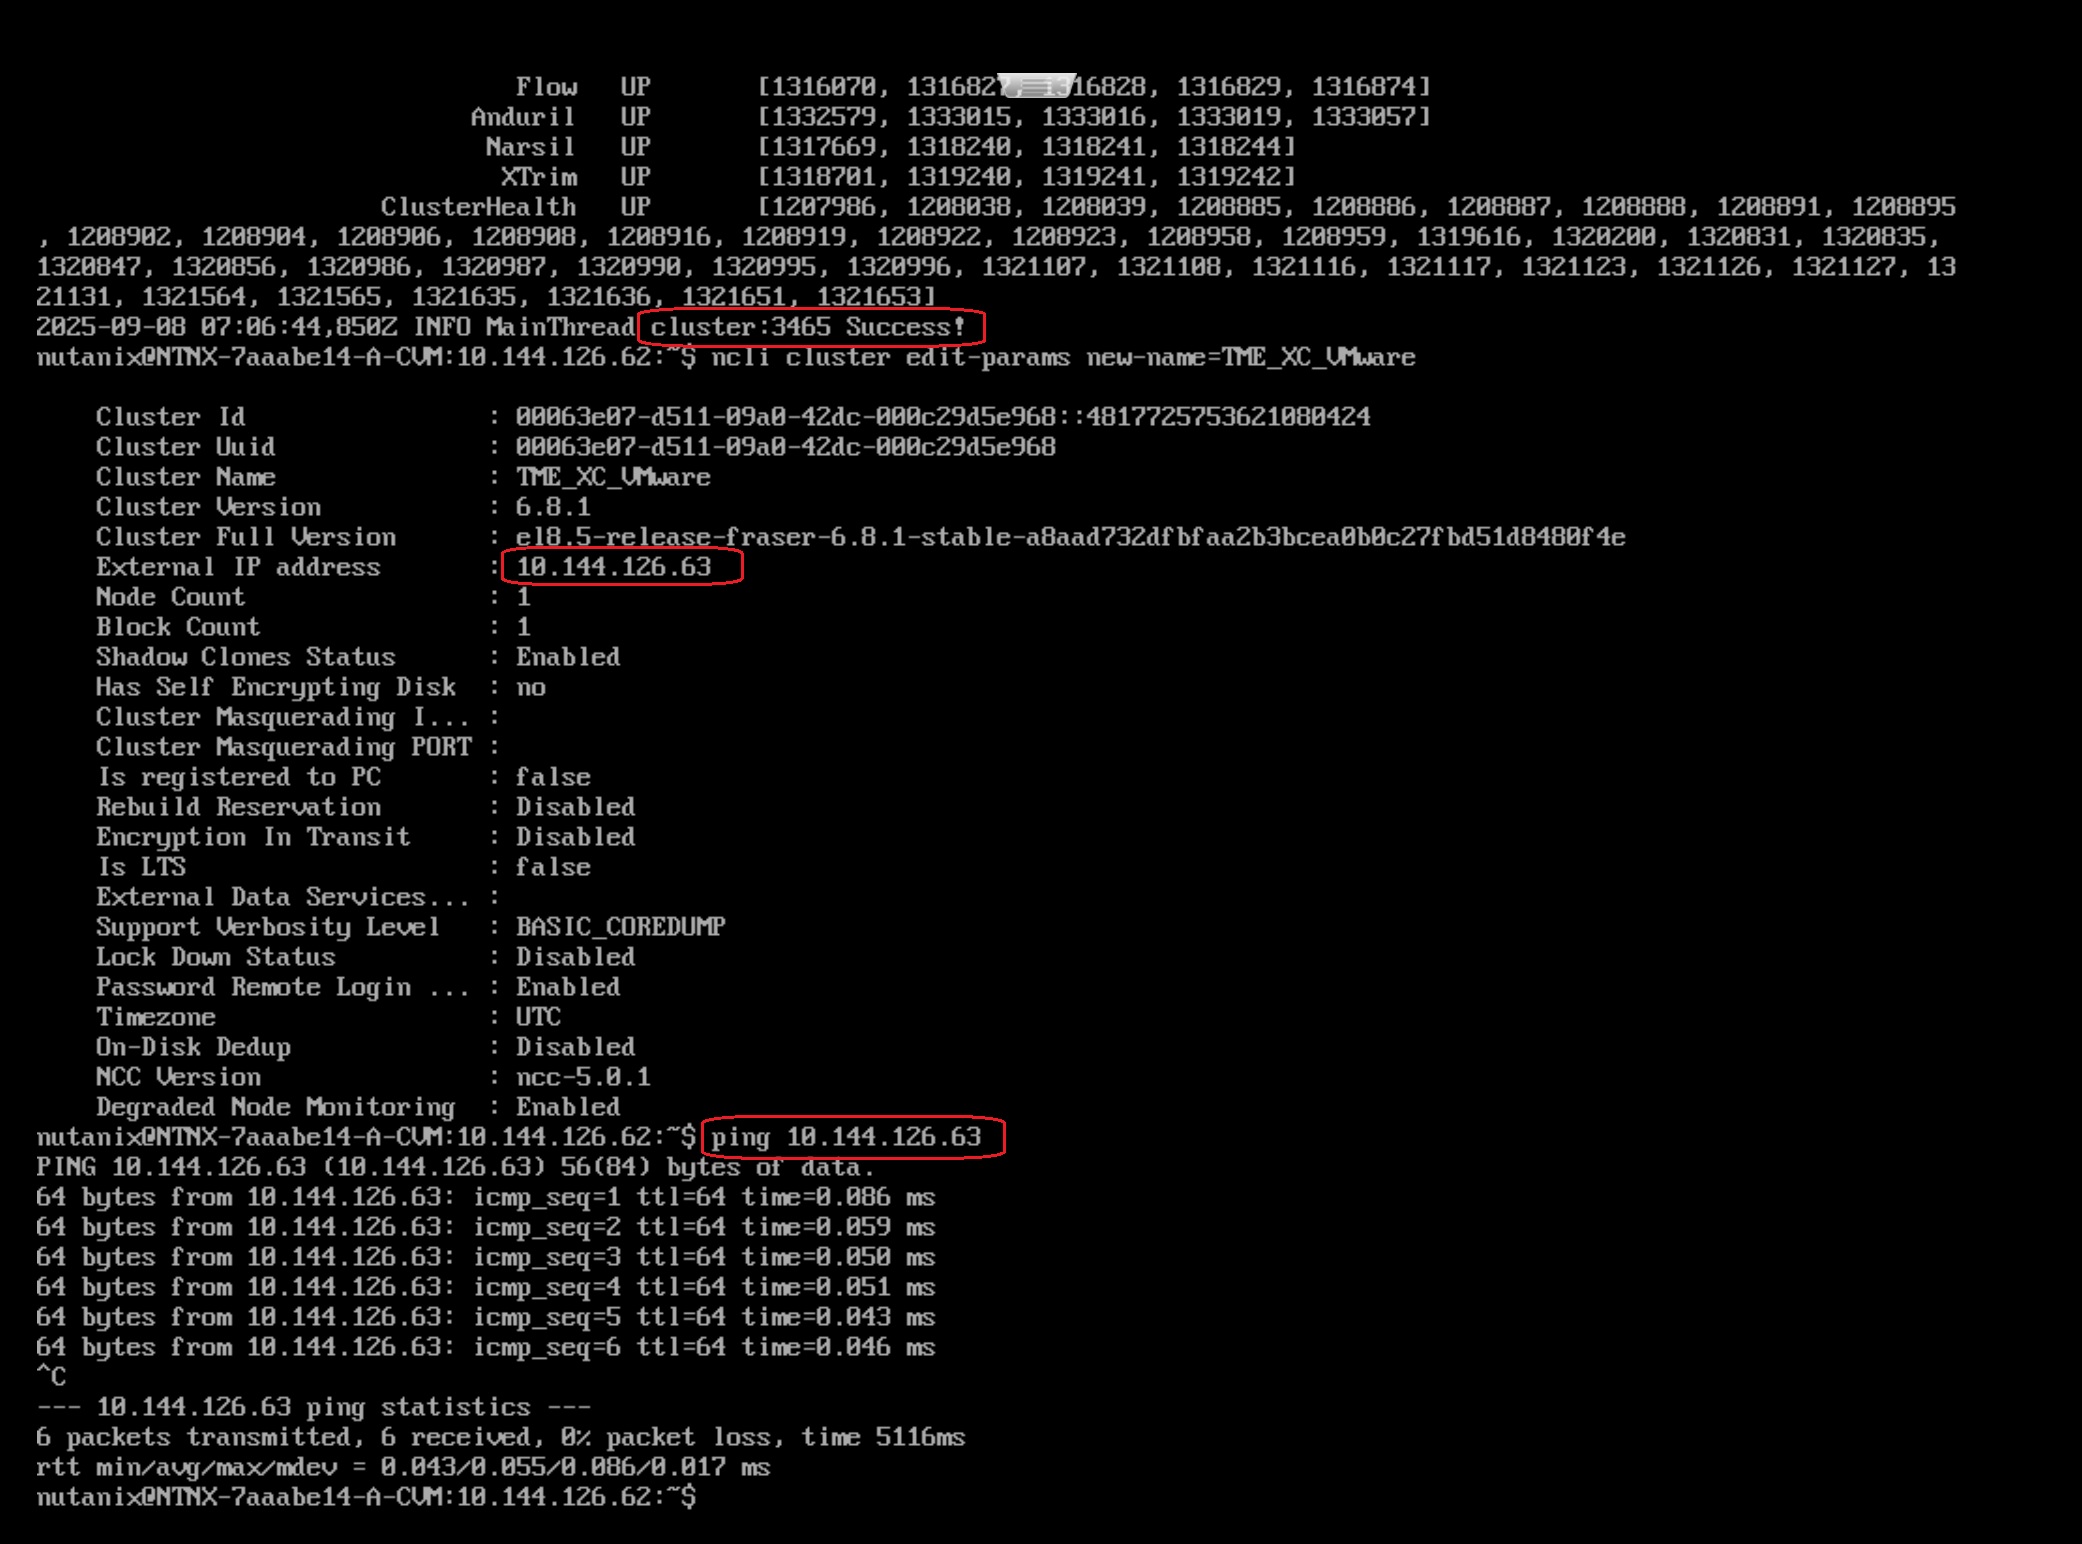 Flow UP [1316070, 1316827, 1316828, 1316829, 1316874]
Anduril UP [1332579, 1333015, 1333016, 1333019, 1333057]
Narsil UP [1317669, 1318240, 1318241, 1318244]
XTrim UP [1318701, 1319240, 1319241, 1319242]
ClusterHealth UP [1207986, 1208038, 1208039, 1208885, 1208886, 1208887, 1208888, 1208891, 1208895
, 1208902, 1208904, 1208906, 1208908, 1208916, 1208919, 1208922, 1208923, 1208958, 1208959, 1319616, 1320200, 1320831, 1320835,
1320847, 1320856, 1320986, 1320987, 1320990, 1320995, 1320996, 1321107, 1321108, 1321116, 1321117, 1321123, 1321126, 1321127, 13
21131, 1321564, 1321565, 1321635, 1321636, 1321651, 1321653]
2025-09-08 07:06:44,850Z INFO MainThread cluster:3465 Success!
nutanix@NTNX-7aaabe14-A-CVM:10.144.126.62:~$ ncli cluster edit-params new-name=TME_XC_VMware
Cluster Id : 00063e07-d511-09a0-42dc-000c29d5e968::4817725753621080424
Cluster Uuid : 00063e07-d511-09a0-42dc-000c29d5e968
Cluster Name : TME_XC_VMware
Cluster Version : 6.8.1
Cluster Full Version : el8.5-release-fraser-6.8.1-stable-a8aad732dfbfaa2b3bcea0b0c27fbd51d8480f4e
External IP address : 10.144.126.63
Node Count : 1
Block Count : 1
Shadow Clones Status : Enabled
Has Self Encrypting Disk : no
Cluster Masquerading I... :
Cluster Masquerading PORT :
Is registered to PC : false
Rebuild Reservation : Disabled
Encryption In Transit : Disabled
Is LTS : false
External Data Services... :
Support Verbosity Level : BASIC_COREDUMP
Lock Down Status : Disabled
Password Remote Login ... : Enabled
Timezone : UTC
On-Disk Dedup : Disabled
NCC Version : ncc-5.0.1
Degraded Node Monitoring : Enabled
nutanix@NTNX-7aaabe14-A-CVM:10.144.126.62:~$ ping 10.144.126.63
PING 10.144.126.63 (10.144.126.63) 56(84) bytes of data.
64 bytes from 10.144.126.63: icmp_seq=1 ttl=64 time=0.086 ms
64 bytes from 10.144.126.63: icmp_seq=2 ttl=64 time=0.059 ms
64 bytes from 10.144.126.63: icmp_seq=3 ttl=64 time=0.050 ms
64 bytes from 10.144.126.63: icmp_seq=4 ttl=64 time=0.051 ms
64 bytes from 10.144.126.63: icmp_seq=5 ttl=64 time=0.043 ms
64 bytes from 10.144.126.63: icmp_seq=6 ttl=64 time=0.046 ms
^C
--- 10.144.126.63 ping statistics ---
6 packets transmitted, 6 received, 0% packet loss, time 5116ms
rtt min/avg/max/mdev = 0.043/0.055/0.086/0.017 ms
nutanix@NTNX-7aaabe14-A-CVM:10.144.126.62:~$